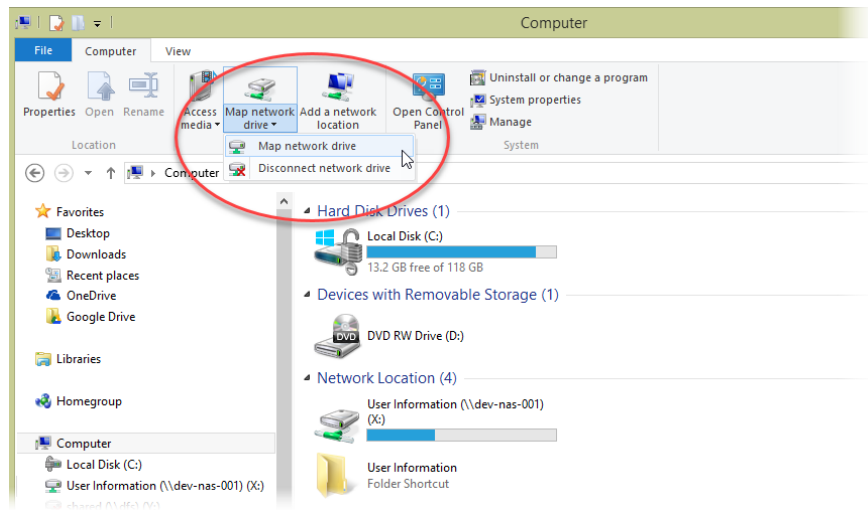 Computer
File Computer View
Properties Open Rename Access media Map network drive Add a network location Open Control Panel
Uninstall or change a program
System properties
Manage
Location System
Map network drive
Disconnect network drive
Computer
Favorites
Desktop
Downloads
Recent places
OneDrive
Google Drive
Libraries
Homegroup
Computer
Local Disk (C:)
User Information (\\dev-nas-001) (X:)
shared (\\dfs) (Y:)
Hard Disk Drives (1)
Local Disk (C:)
13.2 GB free of 118 GB
Devices with Removable Storage (1)
DVD
DVD RW Drive (D:)
Network Location (4)
User Information (\\dev-nas-001)
(X:)
User Information
Folder Shortcut